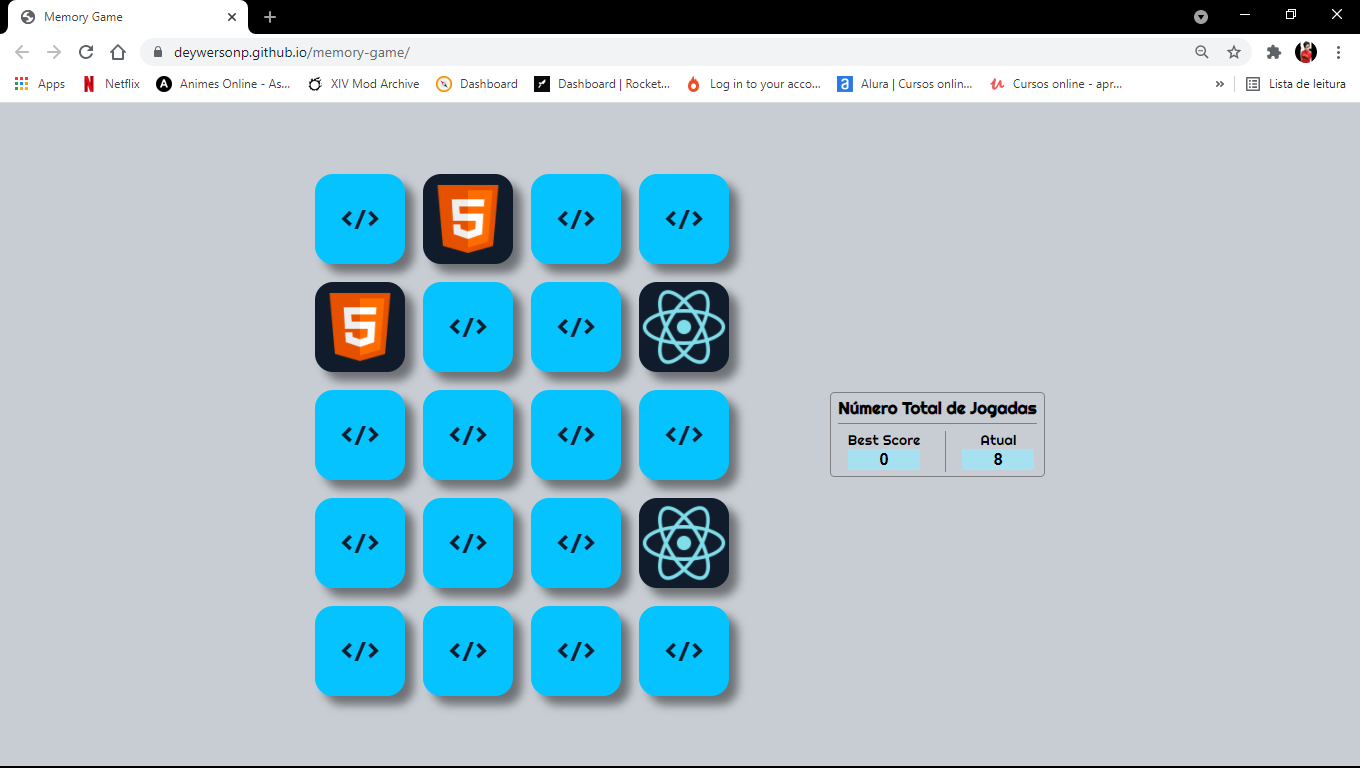 Memory Game
deywersonp.github.io/memory-game/
Apps
Netflix
Animes Online - As...
XIV Mod Archive
Dashboard
Dashboard | Rocket...
Log in to your acco...
Alura | Cursos onlin...
Cursos online - apr...
»
Lista de leitura
</> 5 </> </>
5 </> </>
</> </> </> </>
</> </> </>
</> </> </> </>
Número Total de Jogadas
Best Score Atual
0 8